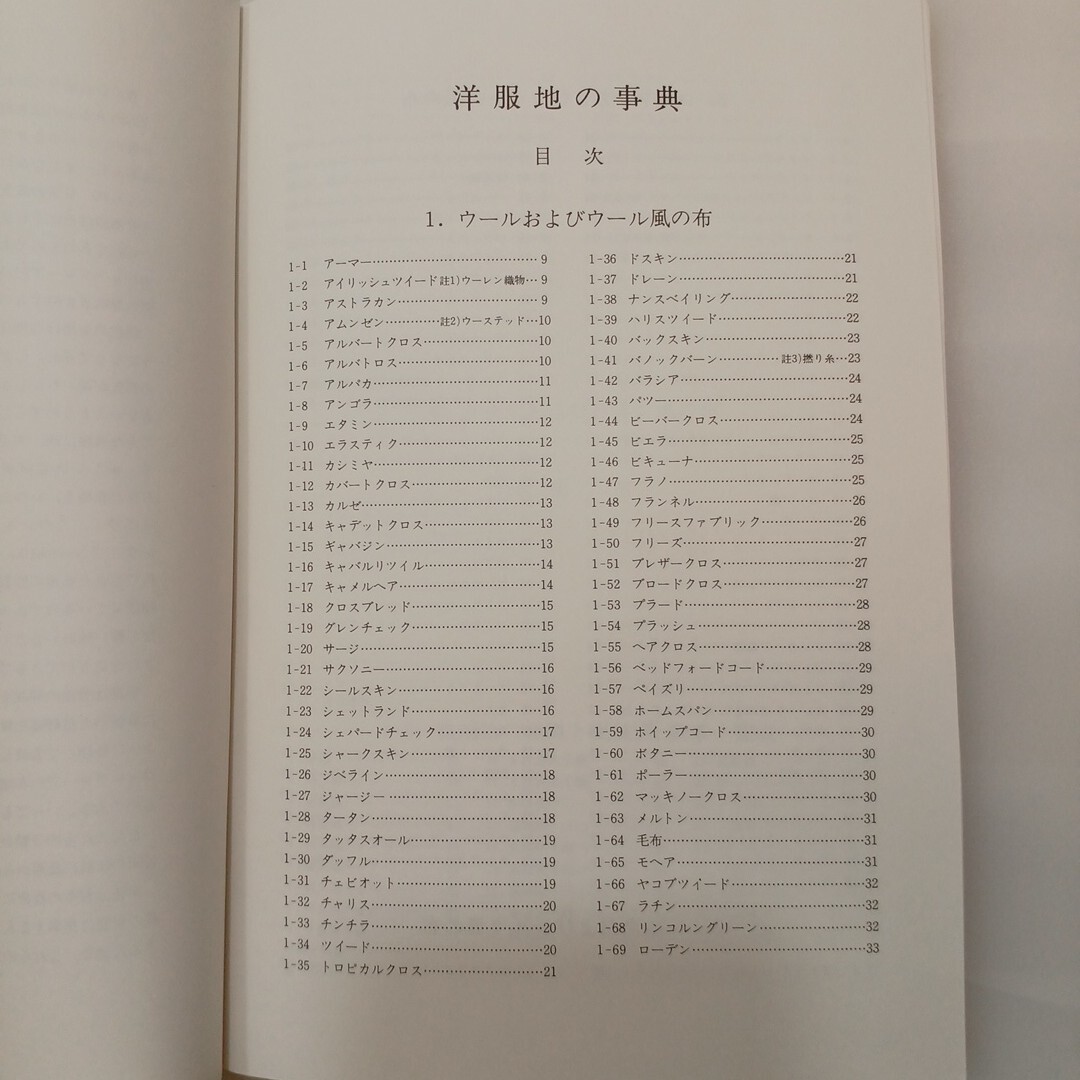 洋服地の事典
目 次
1. ウールおよびウール風の布
1-1 アーマー……………………………… 9
1-2 アイリッシュツイード 註1)ウーレン織物… 9
1-3 アストラカン………………………… 9
1-4 アムンゼン…………註2)ウーステッド…10
1-5 アルバートクロス……………………10
1-6 アルバトロス…………………………10
1-7 アルパカ………………………………11
1-8 アンゴラ………………………………11
1-9 エタミン………………………………12
1-10 エラスティク…………………………12
1-11 カシミヤ………………………………12
1-12 カバートクロス………………………12
1-13 カルゼ…………………………………13
1-14 キャデットクロス……………………13
1-15 ギャバジン……………………………13
1-16 キャバルリツイル……………………14
1-17 キャメルヘア…………………………14
1-18 クロスブレッド………………………15
1-19 グレンチェック………………………15
1-20 サージ…………………………………15
1-21 サクソニー……………………………16
1-22 シールスキン…………………………16
1-23 シェットランド………………………16
1-24 シェパードチェック…………………17
1-25 シャークスキン………………………17
1-26 ジベライン……………………………18
1-27 ジャージー……………………………18
1-28 タータン………………………………18
1-29 タッタスオール………………………19
1-30 ダッフル………………………………19
1-31 チェビオット…………………………19
1-32 チャリス………………………………20
1-33 チンチラ………………………………20
1-34 ツイード………………………………20
1-35 トロピカルクロス……………………21
1-36 ドスキン………………………………21
1-37 ドレーン………………………………21
1-38 ナンスベイリング……………………22
1-39 ハリスツイード………………………22
1-40 バックスキン…………………………23
1-41 バノックバーン…………註3)撚り糸…23
1-42 バラシア………………………………24
1-43 パツー…………………………………24
1-44 ビーバークロス………………………24
1-45 ビエラ…………………………………25
1-46 ビキューナ……………………………25
1-47 フラノ…………………………………25
1-48 フランネル……………………………26
1-49 フリースファブリック………………26
1-50 フリーズ………………………………27
1-51 ブレザークロス………………………27
1-52 ブロードクロス………………………27
1-53 プラード………………………………28
1-54 プラッシュ……………………………28
1-55 ヘアクロス……………………………28
1-56 ベッドフォードコード………………29
1-57 ペイズリ………………………………29
1-58 ホームスパン…………………………29
1-59 ホイップコード………………………30
1-60 ボタニー………………………………30
1-61 ポーラー………………………………30
1-62 マッキノークロス……………………30
1-63 メルトン………………………………31
1-64 毛布……………………………………31
1-65 モヘア…………………………………31
1-66 ヤコブツイード………………………32
1-67 ラチン…………………………………32
1-68 リンコルングリーン…………………32
1-69 ローデン………………………………33